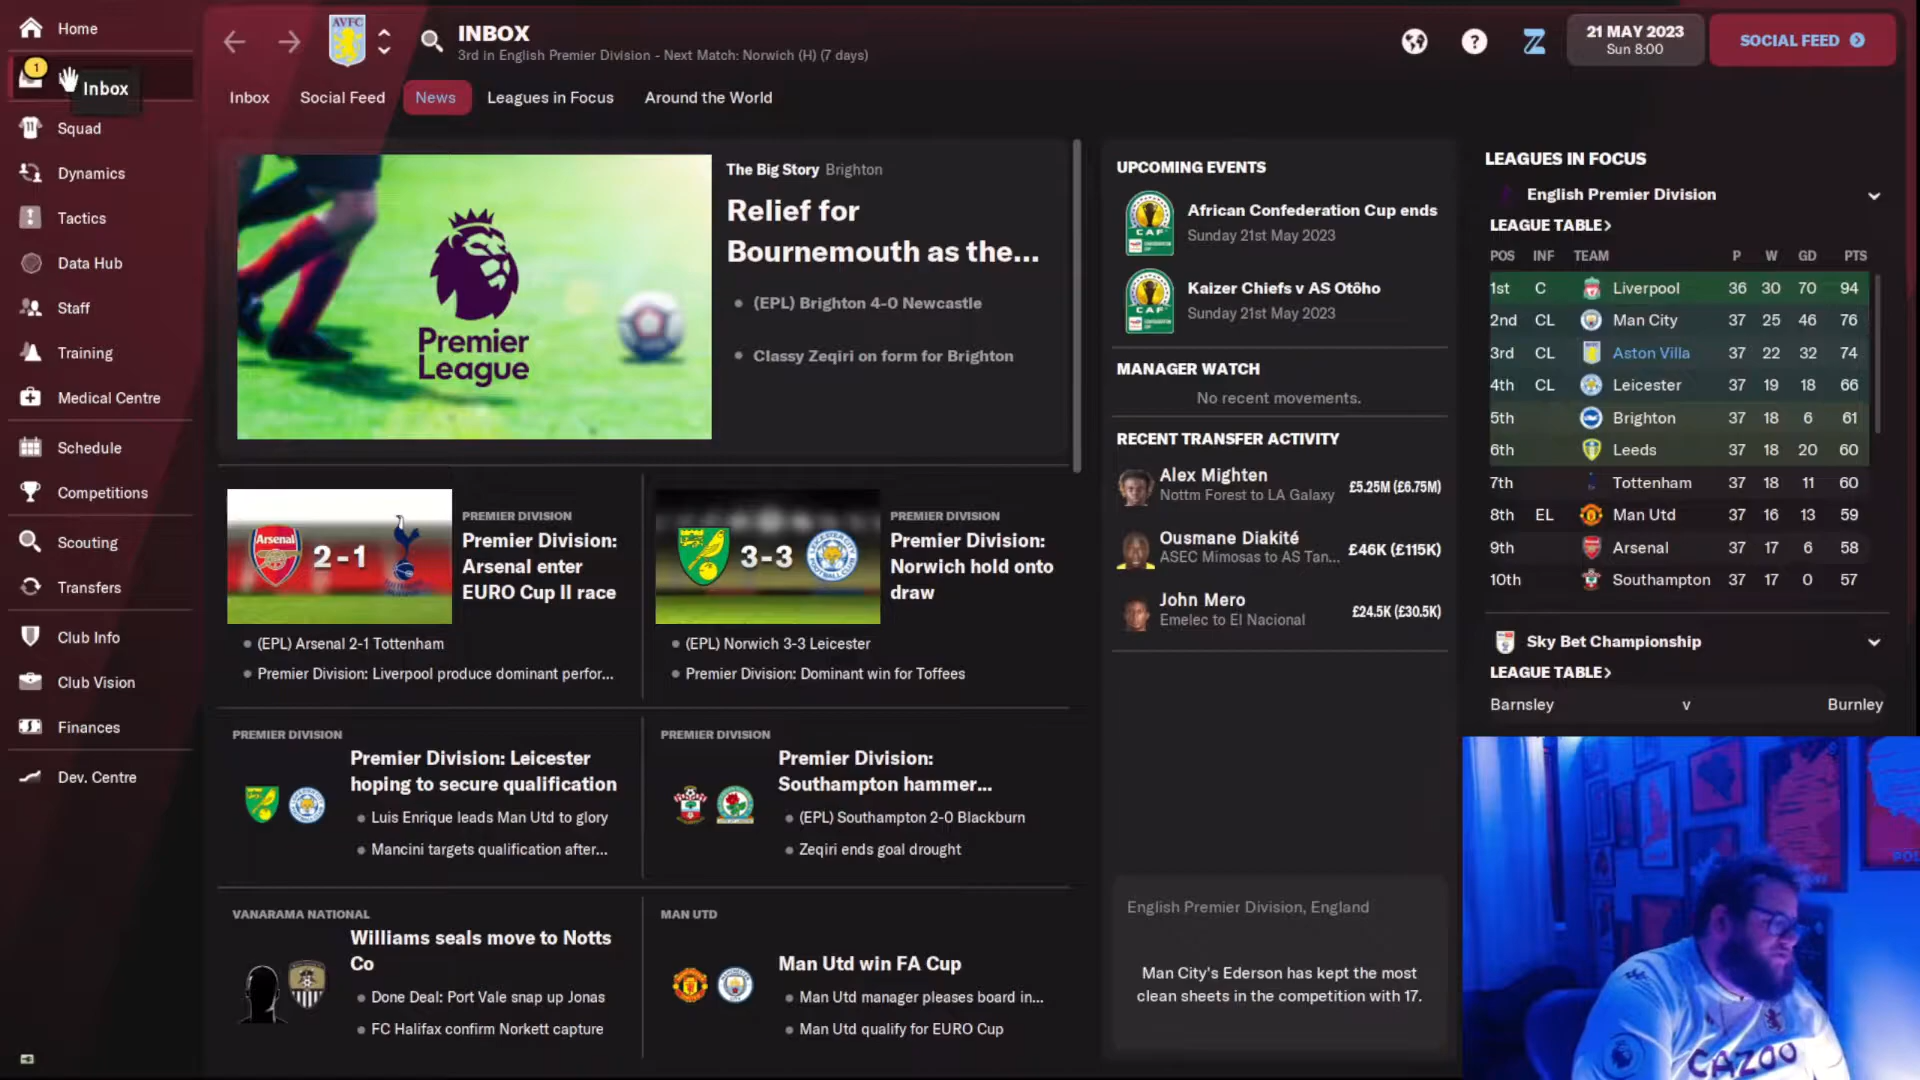 Home
1
Inbox
Squad
Dynamics
Tactics
Data Hub
Staff
Training
Medical Centre
Schedule
Competitions
Scouting
Transfers
Club Info
Club Vision
Finances
Dev. Centre
AVFC
INBOX
3rd in English Premier Division - Next Match: Norwich (H) (7 days)
21 MAY 2023
Sun 8:00
SOCIAL FEED
Inbox Social Feed News Leagues in Focus Around the World
Premier
League
The Big Story Brighton
Relief for
Bournemouth as the...
(EPL) Brighton 4-0 Newcastle
Classy Zeqiri on form for Brighton
Arsenal
2-1
PREMIER DIVISION
Premier Division:
Arsenal enter
EURO Cup II race
(EPL) Arsenal 2-1 Tottenham
Premier Division: Liverpool produce dominant perfor...
3-3
PREMIER DIVISION
Premier Division:
Norwich hold onto
draw
(EPL) Norwich 3-3 Leicester
Premier Division: Dominant win for Toffees
PREMIER DIVISION
Premier Division: Leicester
hoping to secure qualification
Luis Enrique leads Man Utd to glory
Mancini targets qualification after...
PREMIER DIVISION
Premier Division:
Southampton hammer...
(EPL) Southampton 2-0 Blackburn
Zeqiri ends goal drought
VANARAMA NATIONAL
Williams seals move to Notts
Co
Done Deal: Port Vale snap up Jonas
FC Halifax confirm Norkett capture
MAN UTD
Man Utd win FA Cup
Man Utd manager pleases board in...
Man Utd qualify for EURO Cup
UPCOMING EVENTS
CAF
African Confederation Cup ends
Sunday 21st May 2023
CAF
Kaizer Chiefs v AS Otôho
Sunday 21st May 2023
MANAGER WATCH
No recent movements.
RECENT TRANSFER ACTIVITY
Alex Mighten
Nottm Forest to LA Galaxy
£5.25M (£6.75M)
Ousmane Diakité
ASEC Mimosas to AS Tan...
£46K (£115K)
John Mero
Emelec to El Nacional
£24.5K (£30.5K)
English Premier Division, England
Man City's Ederson has kept the most
clean sheets in the competition with 17.
LEAGUES IN FOCUS
English Premier Division
LEAGUE TABLE>
POS INF TEAM P W GD PTS
1st C Liverpool 36 30 70 94
2nd CL Man City 37 25 46 76
3rd CL Aston Villa 37 22 32 74
4th CL Leicester 37 19 18 66
5th Brighton 37 18 6 61
6th Leeds 37 18 20 60
7th Tottenham 37 18 11 60
8th EL Man Utd 37 16 13 59
9th Arsenal 37 17 6 58
10th Southampton 37 17 0 57
Sky Bet Championship
LEAGUE TABLE>
Barnsley v Burnley
CAZOO